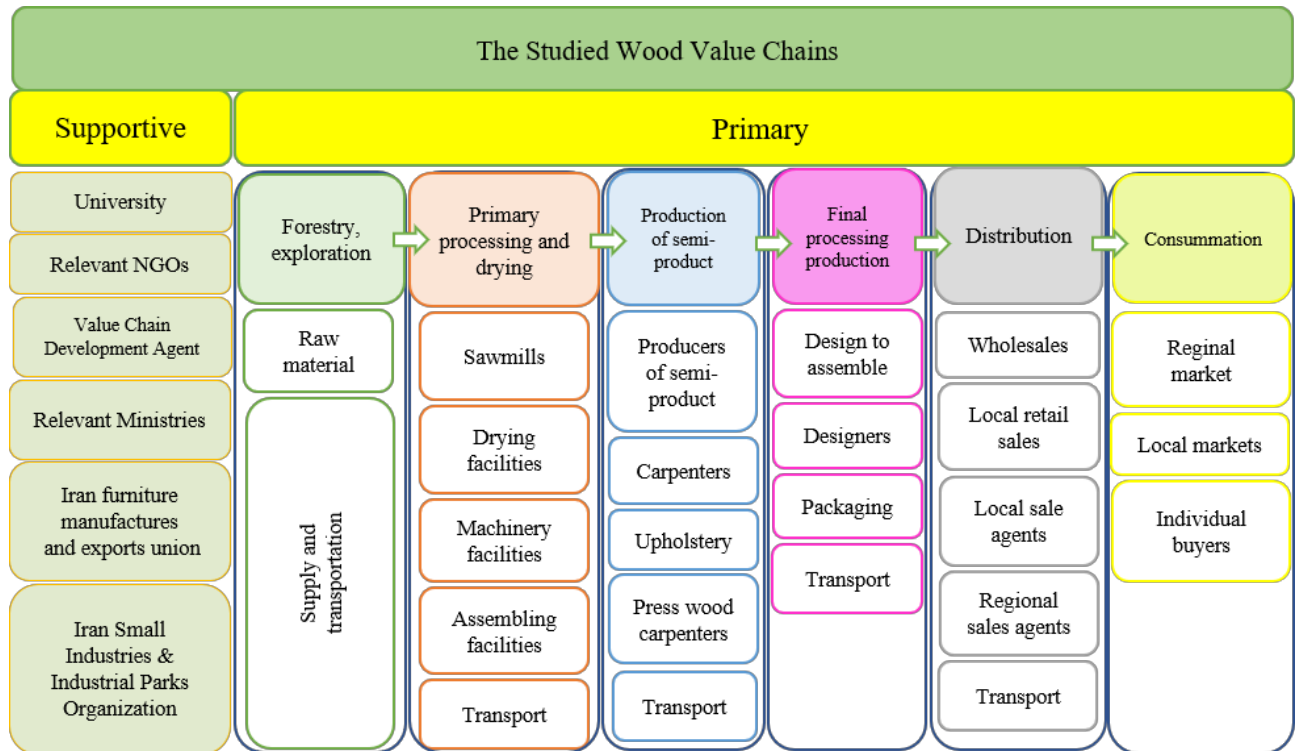 The Studied Wood Value Chains
Supportive
Primary
University
Relevant NGOs
Value Chain
Development Agent
Relevant Ministries
Iran furniture
manufactures
and exports union
Iran Small
Industries &
Industrial Parks
Organization
Forestry,
exploration
Raw
material
Supply and
transportation
Primary
processing and
drying
Sawmills
Drying
facilities
Machinery
facilities
Assembling
facilities
Transport
Production
of semi-
product
Producers
of semi-
product
Carpenters
Upholstery
Press wood
carpenters
Transport
Final
processing
production
Design to
assemble
Designers
Packaging
Transport
Distribution
Wholesales
Local retail
sales
Local sale
agents
Regional
sales agents
Transport
Consummation
Reginal
market
Local markets
Individual
buyers